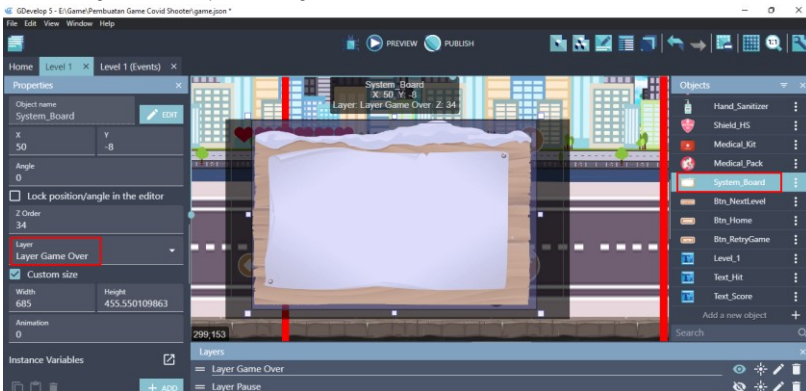 GDevelop 5 - E:\Game\Pembuatan Game Covid Shooter\game.json *
File Edit View Window Help
PREVIEW
PUBLISH
Home
Level 1
Level 1 (Events)
Properties
Object name
System_Board
EDIT
X
50
Y
-8
Angle
0
Lock position/angle in the editor
Z Order
34
Layer
Layer Game Over
Custom size
Width
685
Height
455.550109863
Animation
0
Instance Variables
+ ADD
System_Board
X: 50 Y: -8
Layer: Layer Game Over Z: 34
299;153
Layers
Layer Game Over
Layer Pause
Objects
Hand_Sanitizer
Shield_HS
Medical_Kit
Medical_Pack
System_Board
Btn_NextLevel
Btn_Home
Btn_RetryGame
Level_1
Text_Hit
Text_Score
Add a new object
Search